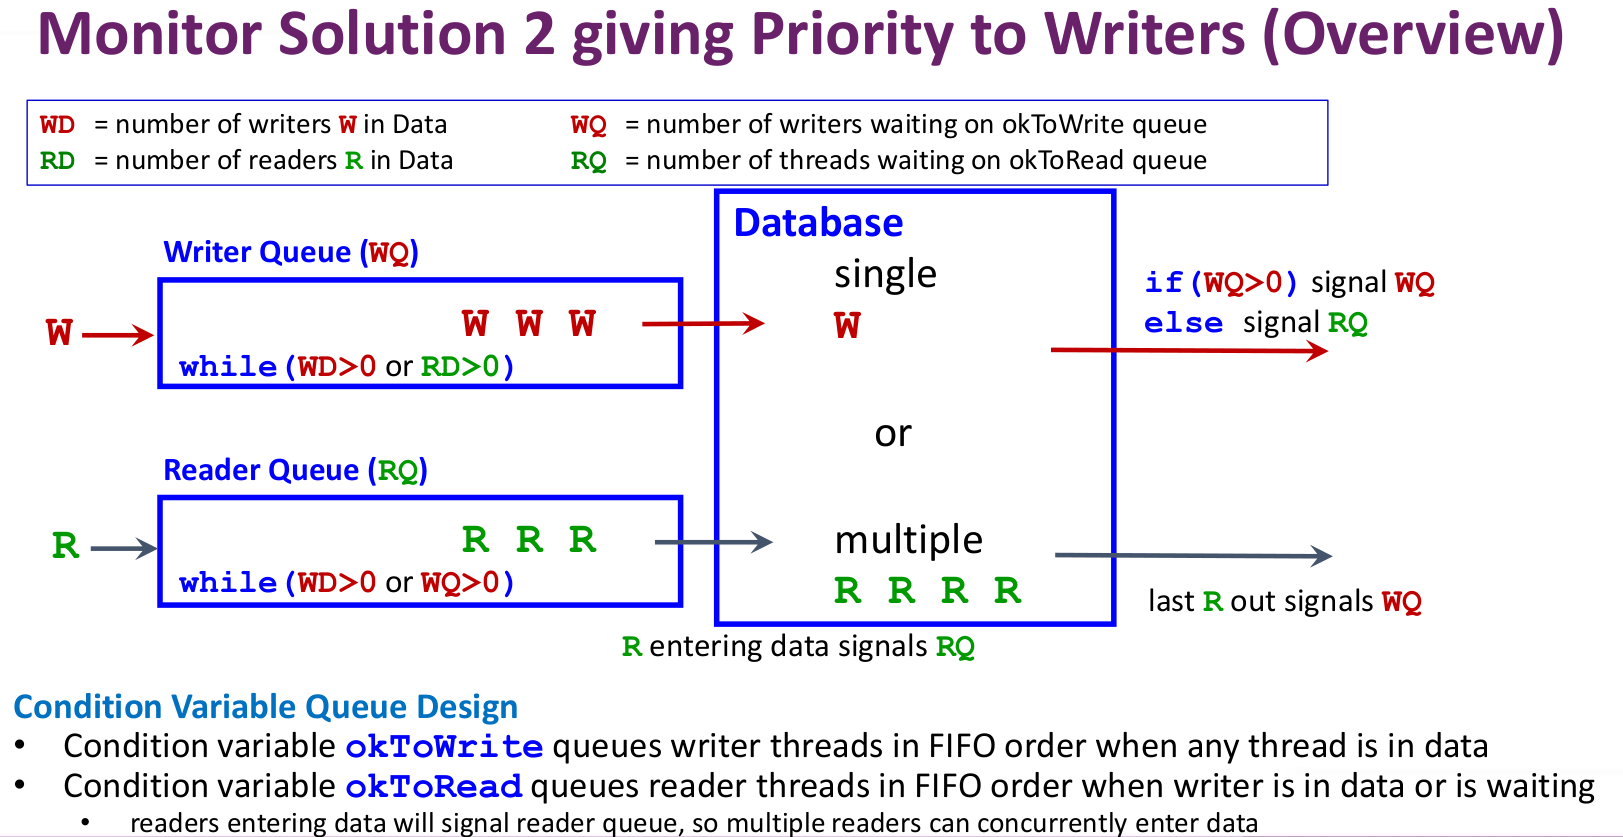 Monitor Solution 2 giving Priority to Writers (Overview)
WD = number of writers W in Data
WQ = number of writers waiting on okToWrite queue
RD = number of readers R in Data
RQ = number of threads waiting on okToRead queue
Database
Writer Queue (WQ)
single
if(WQ>0) signal WQ
else signal RQ
W
W W W
W
while(WD>0 or RD>0)
or
Reader Queue (RQ)
R
R R R
multiple
while(WD>0 or WQ>0)
R R R R
last R out signals WQ
R entering data signals RQ
Condition Variable Queue Design
• Condition variable okToWrite queues writer threads in FIFO order when any thread is in data
• Condition variable okToRead queues reader threads in FIFO order when writer is in data or is waiting
• readers entering data will signal reader queue, so multiple readers can concurrently enter data